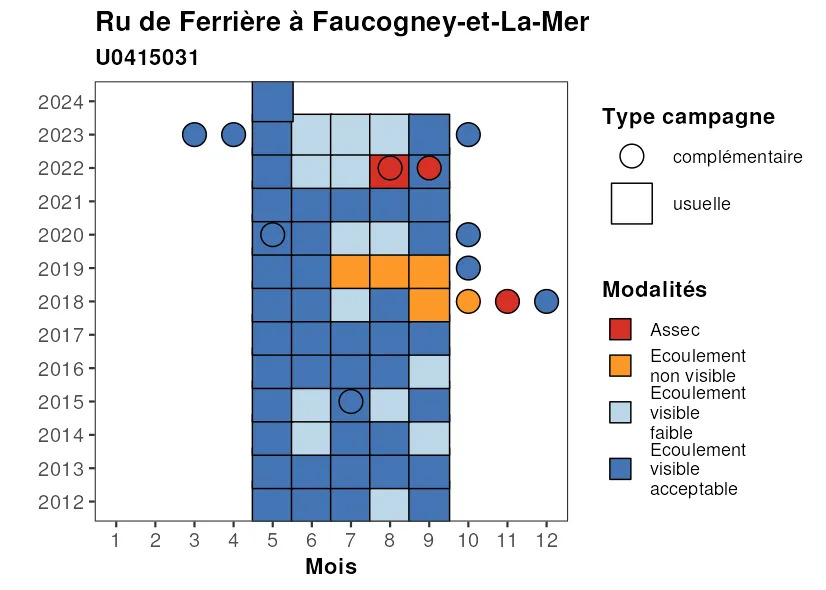 Ru de Ferrière à Faucogney-et-La-Mer
U0415031
2024
2023
2022
2021
2020
2019
2018
2017
2016
2015
2014
2013
2012
1 2 3 4 5 6 7 8 9 10 11 12
Mois
Type campagne
complémentaire
usuelle
Modalités
Assec
Ecoulement
non visible
Ecoulement
visible
faible
Ecoulement
visible
acceptable